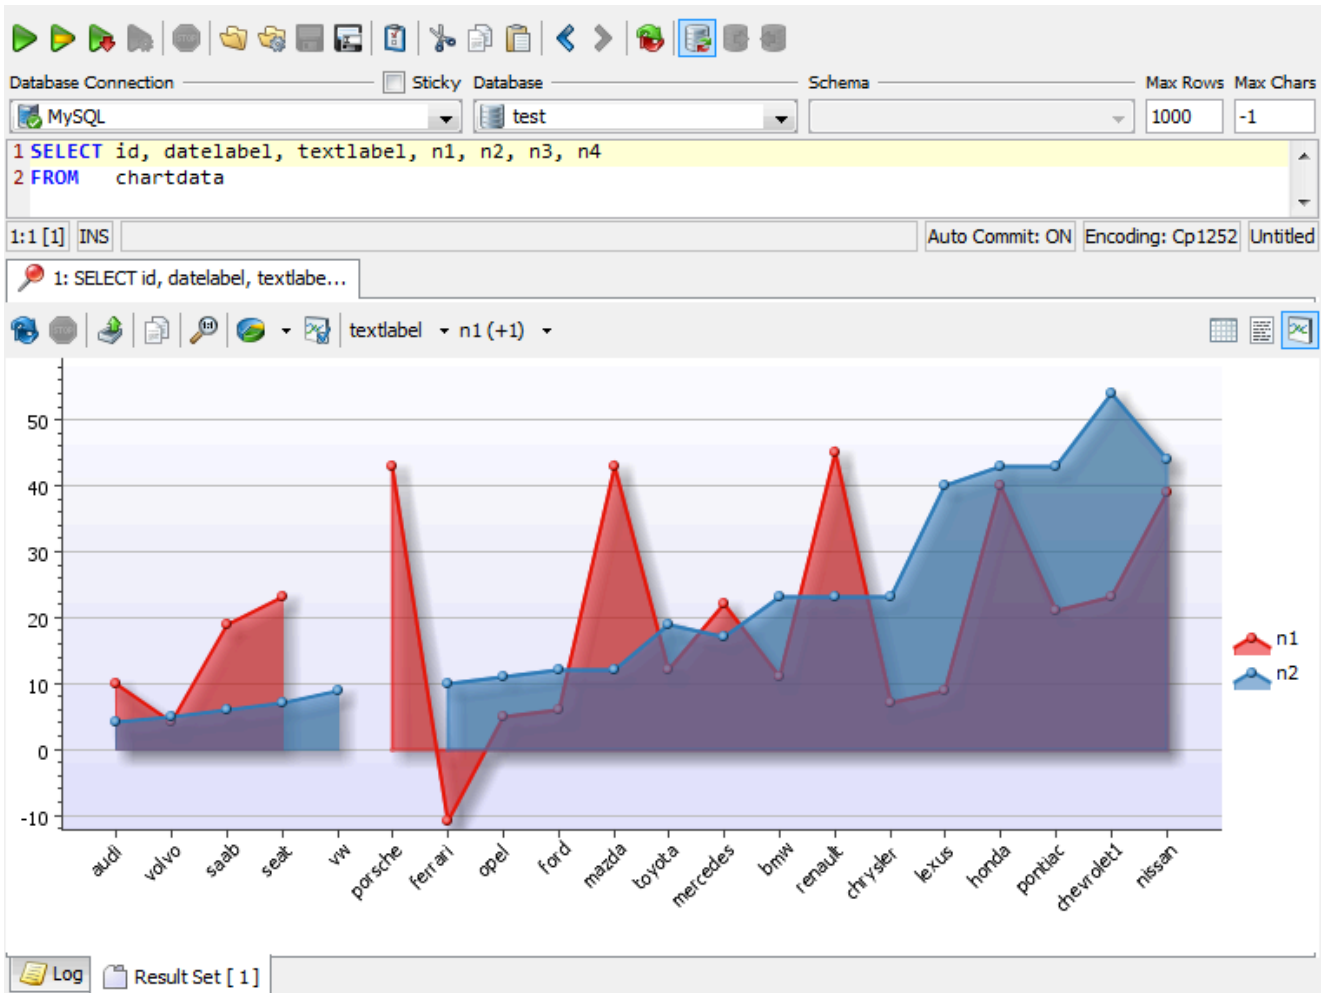 Database Connection Sticky Database Schema Max Rows Max Chars
MySQL test 1000 -1
1 SELECT id, datelabel, textlabel, n1, n2, n3, n4
2 FROM chartdata
1:1 [1] INS Auto Commit: ON Encoding: Cp1252 Untitled
1: SELECT id, datelabel, textlabe...
textlabel n1 (+1)
50
40
30
20
10
0
-10
n1
n2
audi volvo saab seat vw porsche ferrari opel ford mazda toyota mercedes bmw renault chrysler lexus honda pontiac chevrolet1 nissan
Log Result Set [ 1 ]